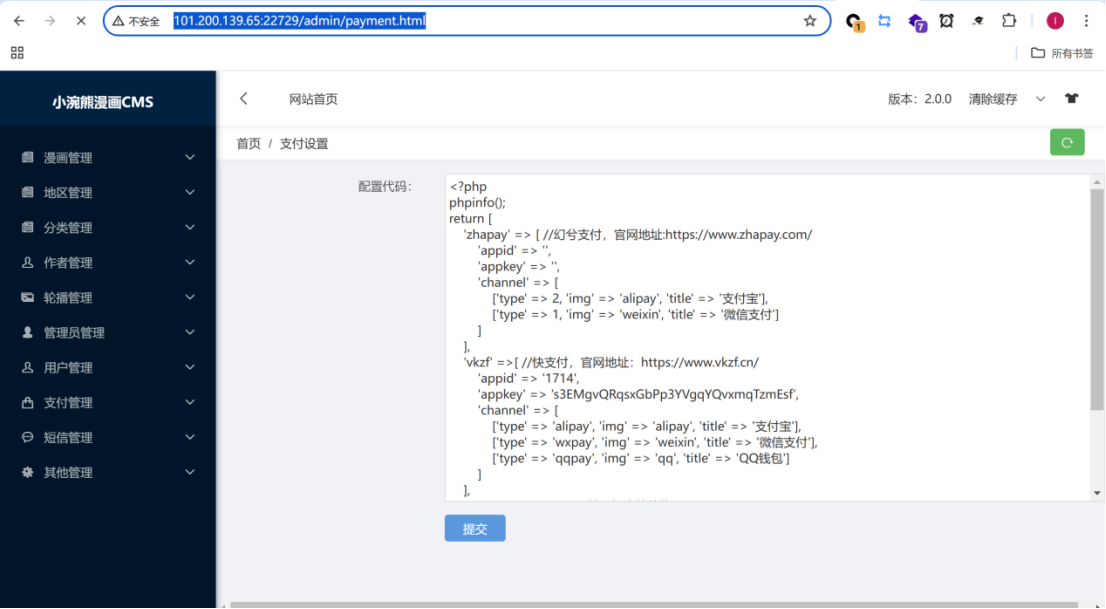 不安全 101.200.139.65:22729/admin/payment.html
1
7
I
所有书签
小浣熊漫画CMS
网站首页
版本：2.0.0 清除缓存
首页 / 支付设置
漫画管理
地区管理
分类管理
作者管理
轮播管理
管理员管理
用户管理
支付管理
短信管理
其他管理
配置代码：
<?php
phpinfo();
return [
'zhapay' => [ //幻兮支付，官网地址:https://www.zhapay.com/
'appid' => '',
'appkey' => '',
'channel' => [
['type' => 2, 'img' => 'alipay', 'title' => '支付宝'],
['type' => 1, 'img' => 'weixin', 'title' => '微信支付']
]
],
'vkzf' =>[ //快支付，官网地址：https://www.vkzf.cn/
'appid' => '1714',
'appkey' => 's3EMgvQRqsxGbPp3YVgqYQvxmqTzmEsf',
'channel' => [
['type' => 'alipay', 'img' => 'alipay', 'title' => '支付宝'],
['type' => 'wxpay', 'img' => 'weixin', 'title' => '微信支付'],
['type' => 'qqpay', 'img' => 'qq', 'title' => 'QQ钱包']
]
],
提交